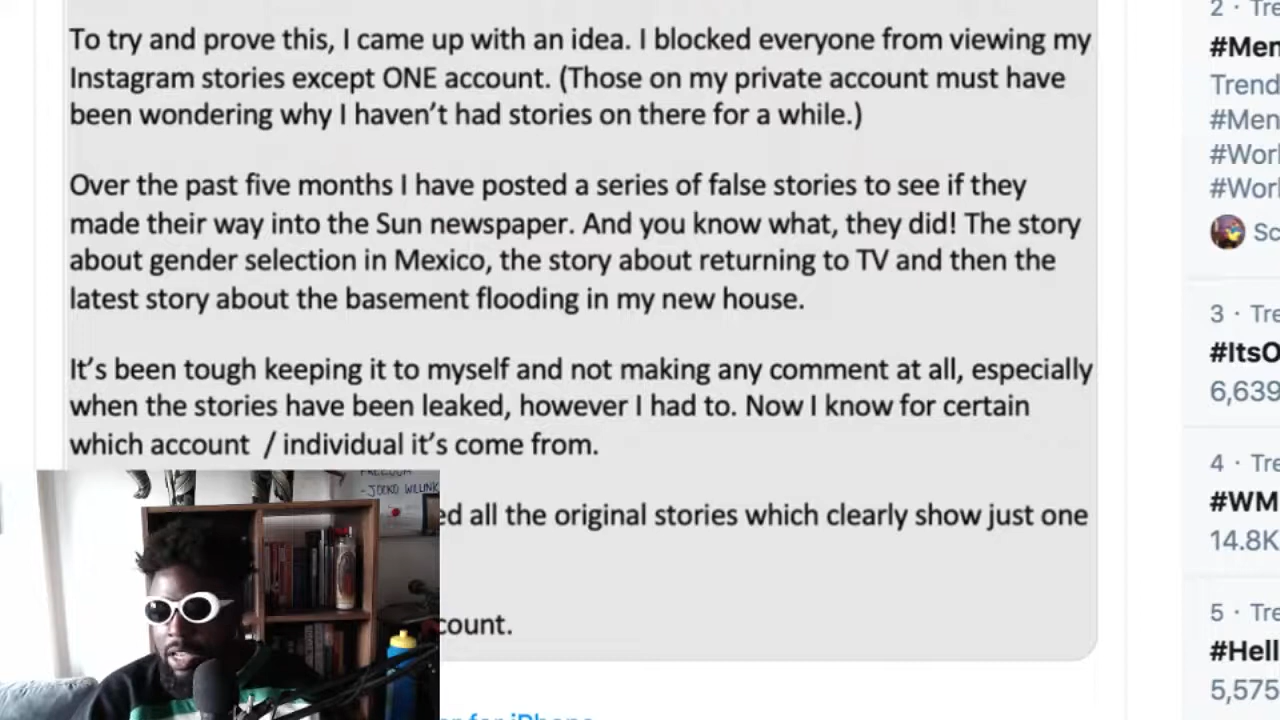 To try and prove this, I came up with an idea. I blocked everyone from viewing my
Instagram stories except ONE account. (Those on my private account must have
been wondering why I haven't had stories on there for a while.)
Over the past five months I have posted a series of false stories to see if they
made their way into the Sun newspaper. And you know what, they did! The story
about gender selection in Mexico, the story about returning to TV and then the
latest story about the basement flooding in my new house.
It's been tough keeping it to myself and not making any comment at all, especially
when the stories have been leaked, however I had to. Now I know for certain
which account / individual it's come from.
ed all the original stories which clearly show just one
count.
for iPhone
2 · Tre
#Men
Trend
#Men
#Worl
#Worl
Sc
3 · Tre
#ItsO
6,639
4 · Tre
#WM
14.8K
5 · Tre
#Hell
5,575
FREEDOM
- JOCKO WILLINK